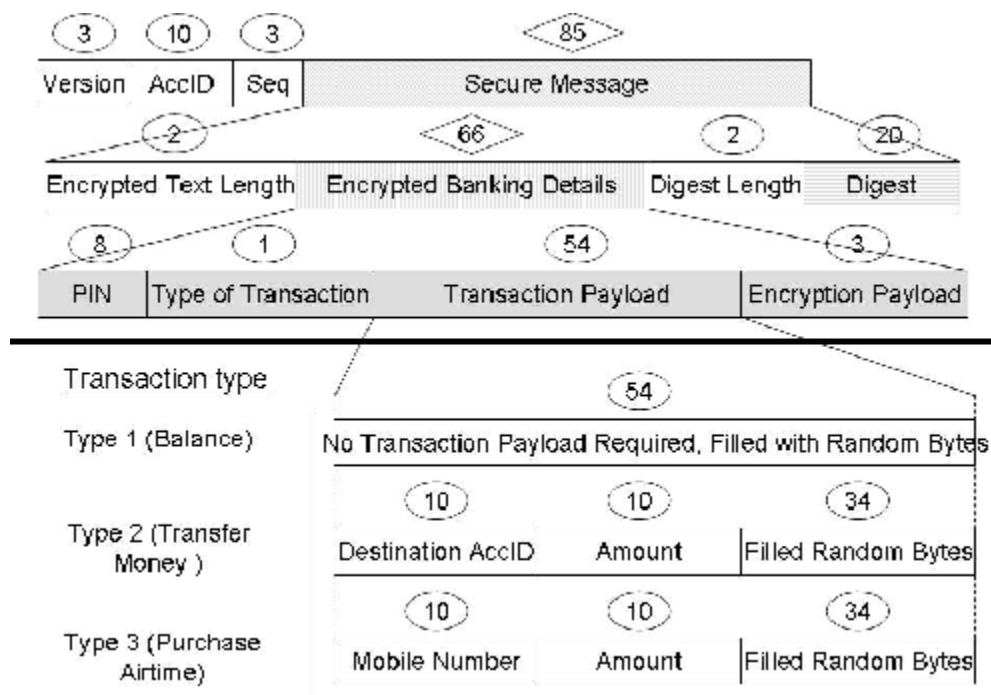 3 10 3 85
Version AccID Seq Secure Message
2 66 2 20
Encrypted Text Length Encrypted Banking Details Digest Length Digest
8 1 54 3
PIN Type of Transaction Transaction Payload Encryption Payload
Transaction type
54
Type 1 (Balance) No Transaction Payload Required, Filled with Random Bytes
10 10 34
Type 2 (Transfer
Money )
Destination AccID Amount Filled Random Bytes
10 10 34
Type 3 (Purchase
Airtime)
Mobile Number Amount Filled Random Bytes